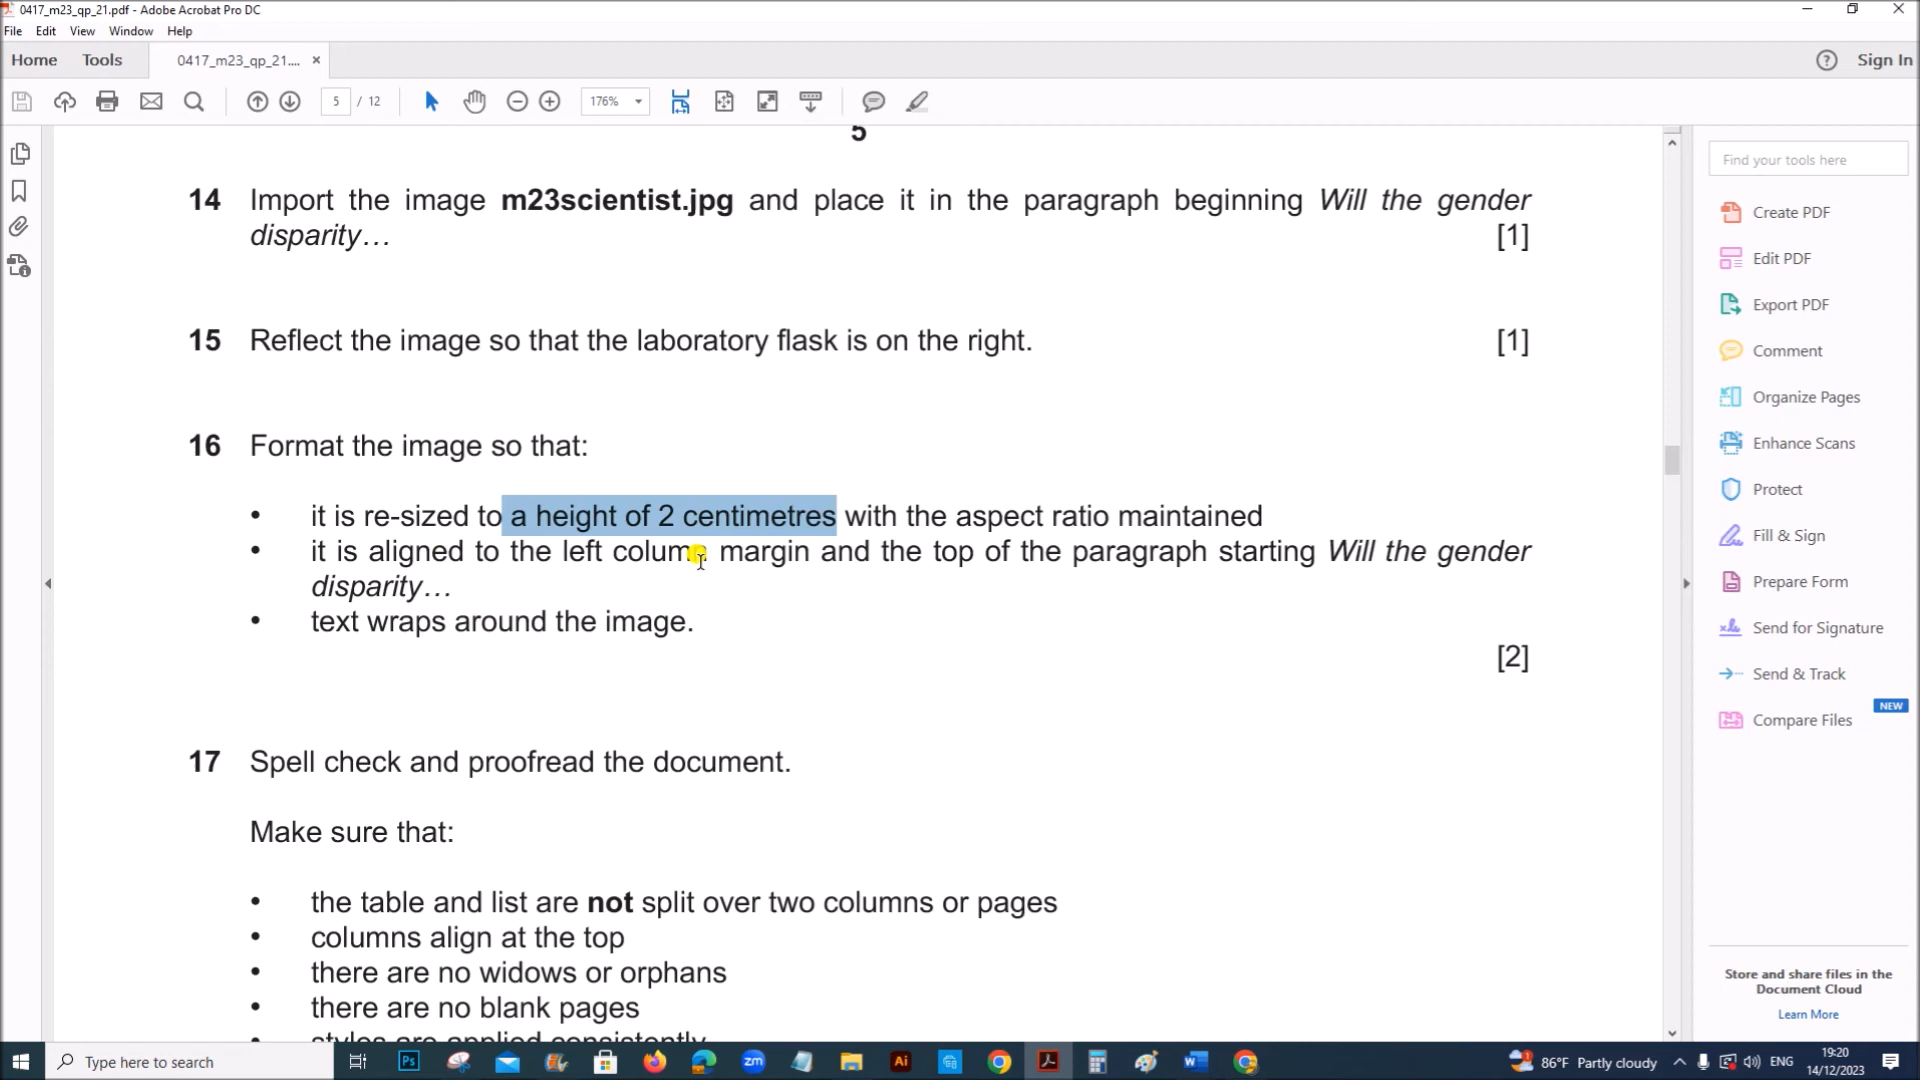 0417_m23_qp_21.pdf - Adobe Acrobat Pro DC
File Edit View Window Help
Home Tools 0417_m23_qp_21.... × ? Sign In
5 / 12 176%
Find your tools here
Create PDF
Edit PDF
Export PDF
Comment
Organize Pages
Enhance Scans
Protect
Fill & Sign
Prepare Form
Send for Signature
Send & Track
NEW
Compare Files
Store and share files in the
Document Cloud
Learn More
5
14 Import the image m23scientist.jpg and place it in the paragraph beginning Will the gender
disparity… [1]
15 Reflect the image so that the laboratory flask is on the right. [1]
16 Format the image so that:
• it is re-sized to a height of 2 centimetres with the aspect ratio maintained
• it is aligned to the left column margin and the top of the paragraph starting Will the gender
disparity…
• text wraps around the image.
[2]
17 Spell check and proofread the document.
Make sure that:
• the table and list are not split over two columns or pages
• columns align at the top
• there are no widows or orphans
• there are no blank pages
• styles are applied consistently
Type here to search
Ps
zm
Ai
W
86°F Partly cloudy ENG 19:20
14/12/2023